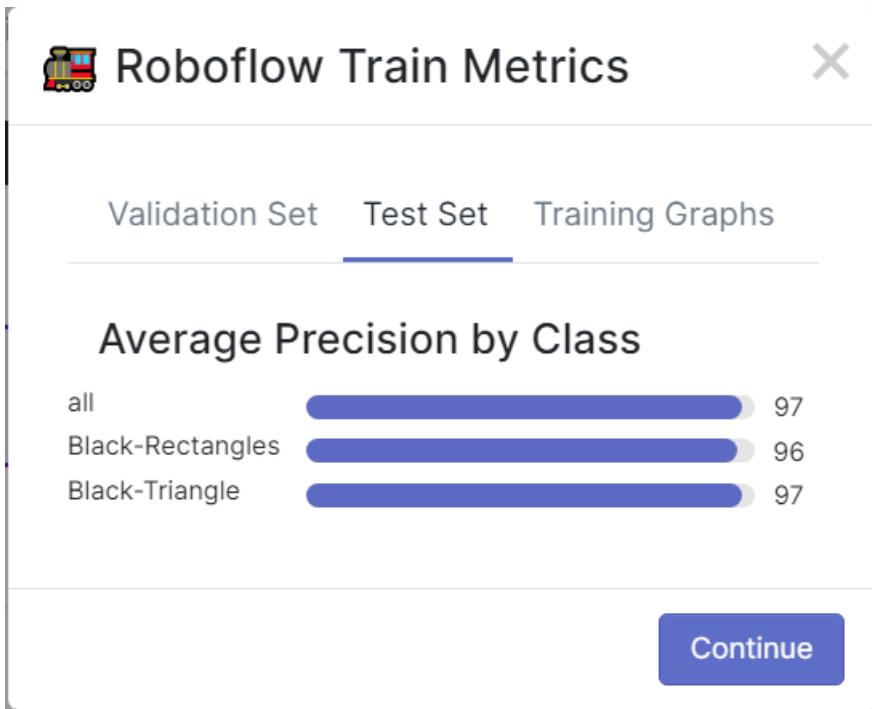 Roboflow Train Metrics
Validation Set Test Set Training Graphs
Average Precision by Class
all 97
Black-Rectangles 96
Black-Triangle 97
Continue